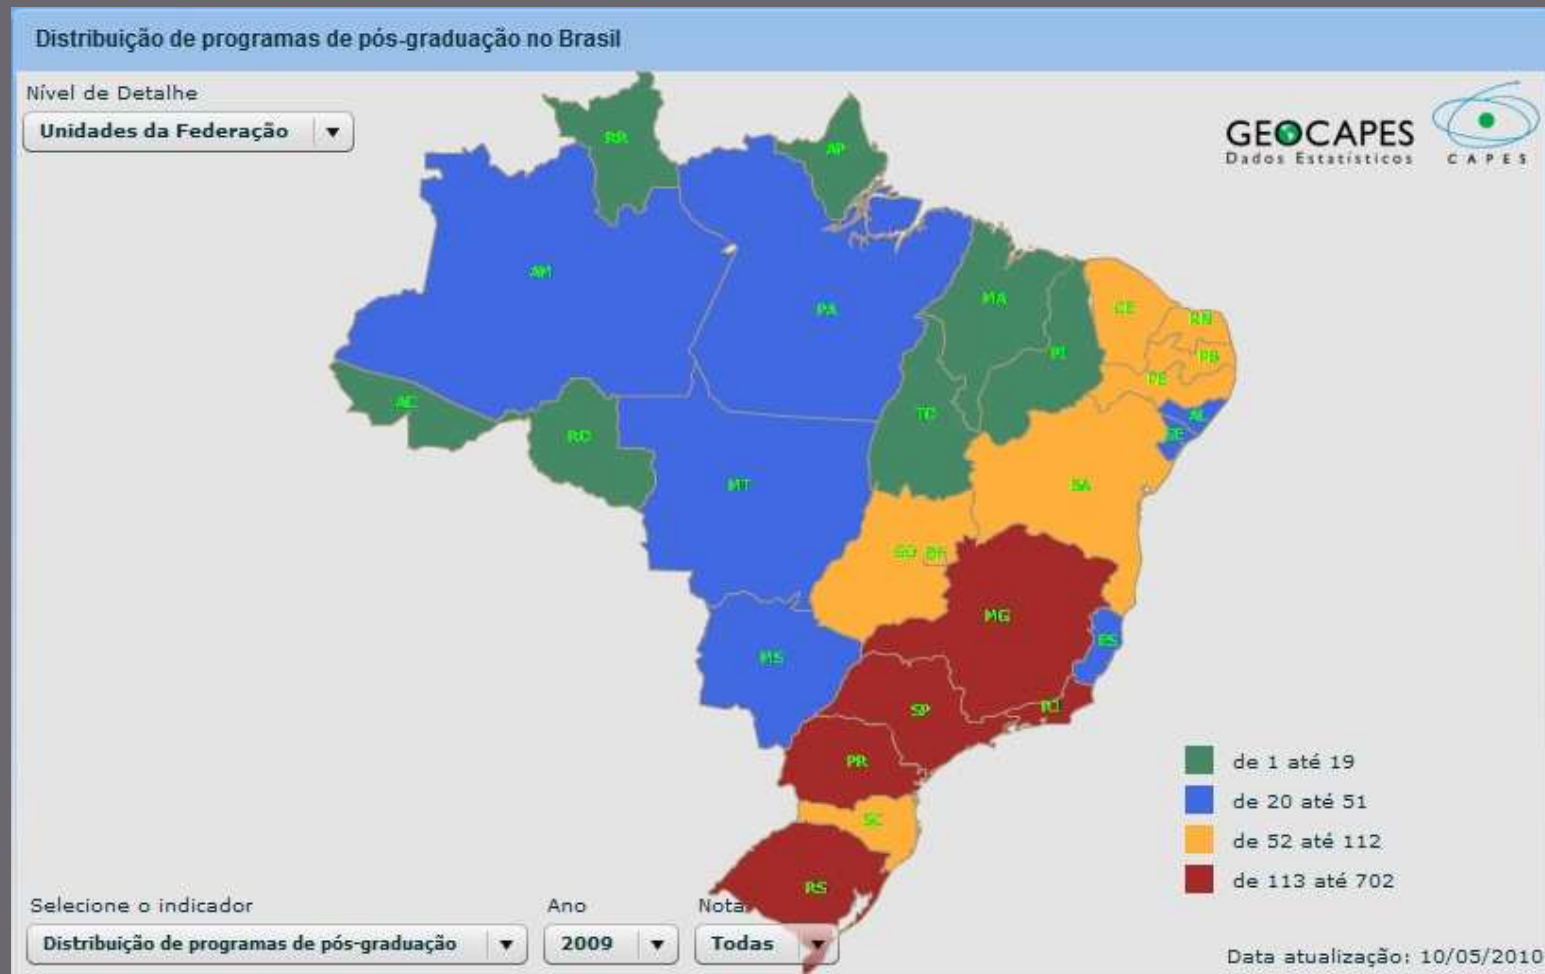 Distribuição de programas de pós-graduação no Brasil
Nível de Detalhe
Unidades da Federação
GEOCAPES
Dados Estatísticos
CAPES
RR
AP
AM
PA
MA
CE
RN
PB
PI
PE
AC
TO
AL
RO
SE
MT
BA
GO DF
MG
ES
MS
SP
RJ
PR
SC
RS
de 1 até 19
de 20 até 51
de 52 até 112
de 113 até 702
Selecione o indicador
Ano
Nota
Distribuição de programas de pós-graduação
2009
Todas
Data atualização: 10/05/2010